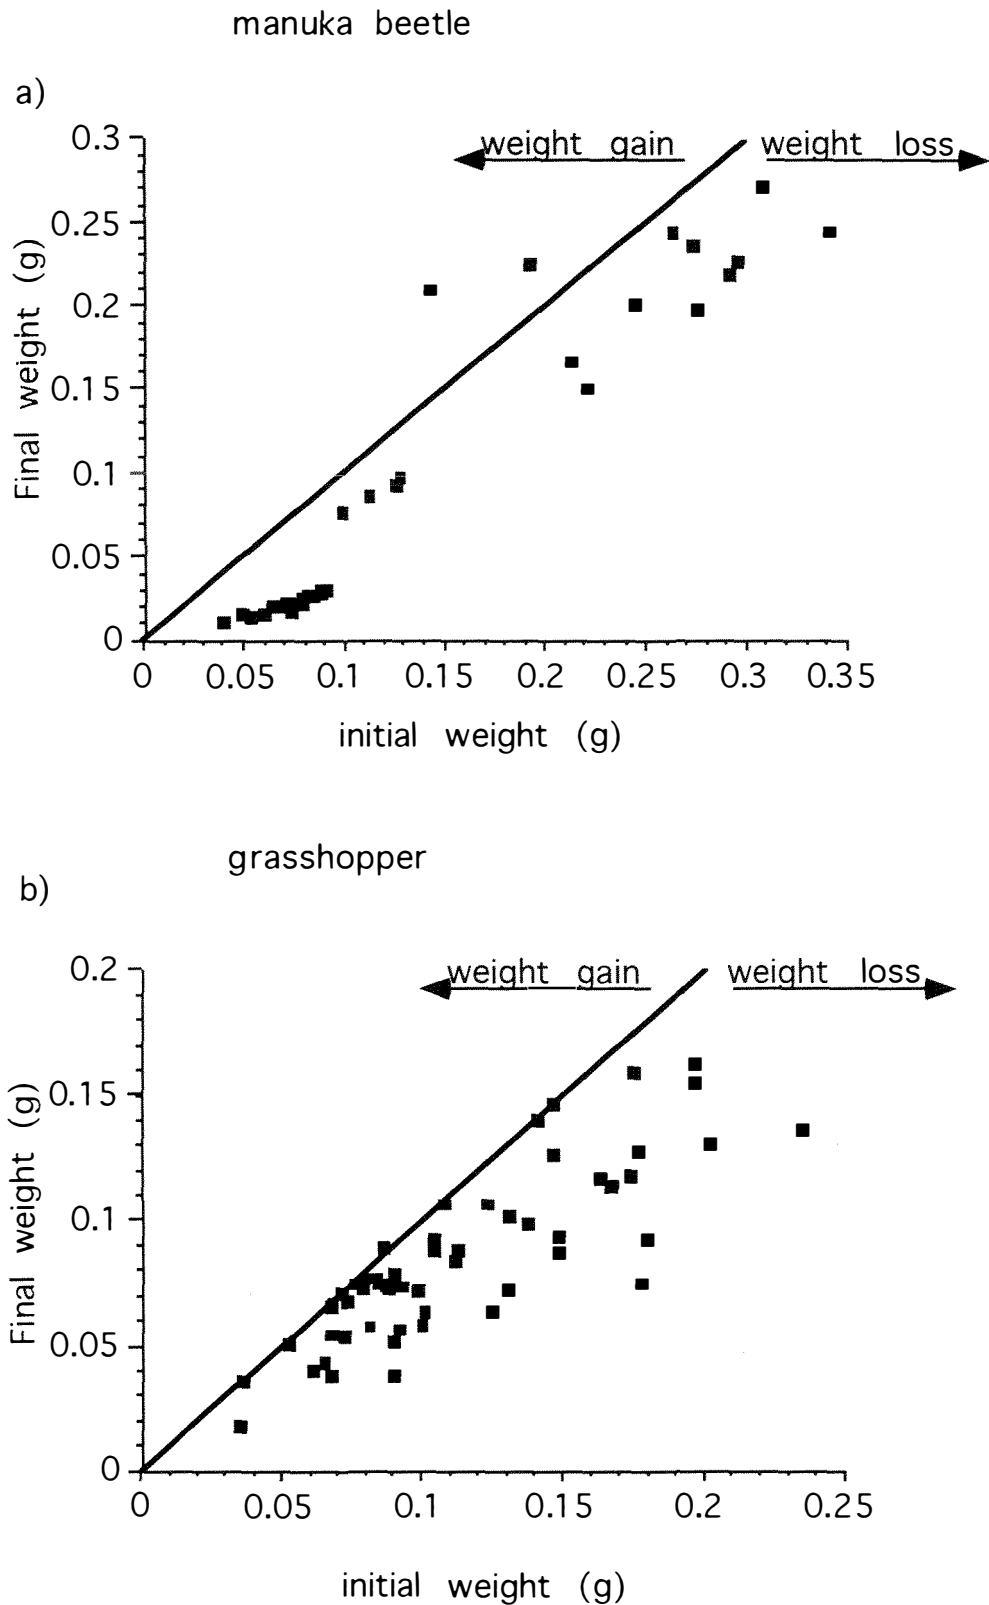 manuka beetle
a)
weight gain weight loss
0.3
0.25
0.2
0.15
0.1
0.05
0
Final weight (g)
0 0.05 0.1 0.15 0.2 0.25 0.3 0.35
initial weight (g)
grasshopper
b)
weight gain weight loss
0.2
0.15
0.1
0.05
0
Final weight (g)
0 0.05 0.1 0.15 0.2 0.25
initial weight (g)